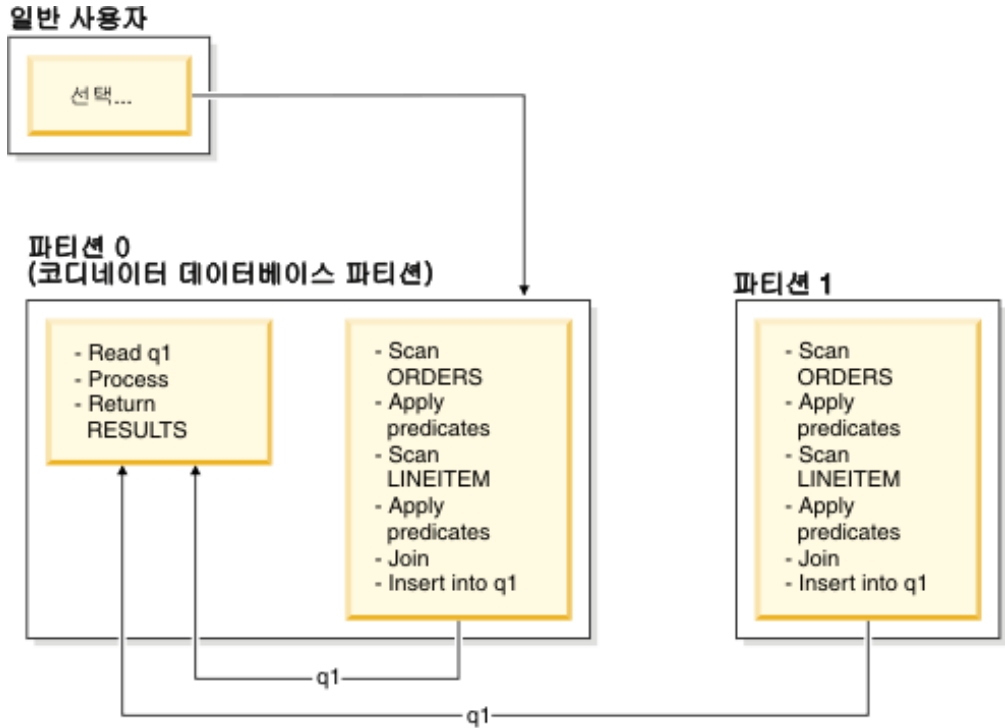 일반 사용자
선택...
파티션 0
(코디네이터 데이터베이스 파티션)
- Read q1
- Process
- Return
RESULTS
- Scan
ORDERS
- Apply
predicates
- Scan
LINEITEM
- Apply
predicates
- Join
- Insert into q1
파티션 1
- Scan
ORDERS
- Apply
predicates
- Scan
LINEITEM
- Apply
predicates
- Join
- Insert into q1
q1
q1